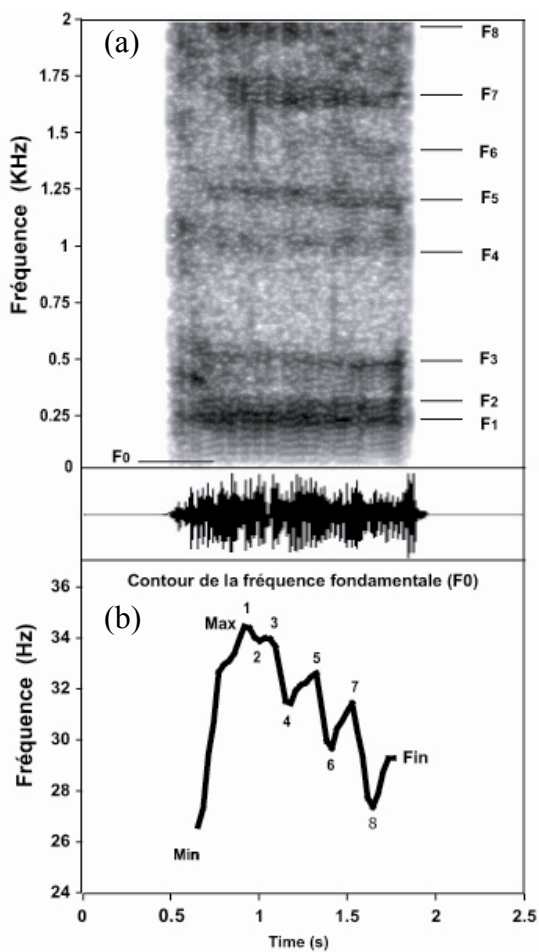 (a)
Fréquence (KHz)
2
1.75
1.5
1.25
1
0.75
0.5
0.25
0
F8
F7
F6
F5
F4
F3
F2
F1
F0
Contour de la fréquence fondamentale (F0)
(b)
Fréquence (Hz)
36
34
32
30
28
26
24
Max
1
2
3
4
5
6
7
8
Min
Fin
0
0.5
1
1.5
2
2.5
Time (s)